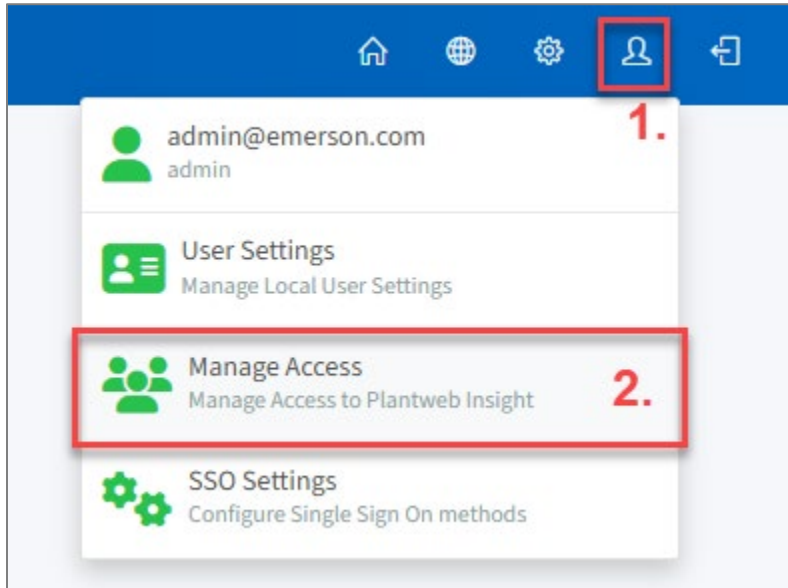 1.
admin@emerson.com
admin
User Settings
Manage Local User Settings
Manage Access
Manage Access to Plantweb Insight
2.
SSO Settings
Configure Single Sign On methods